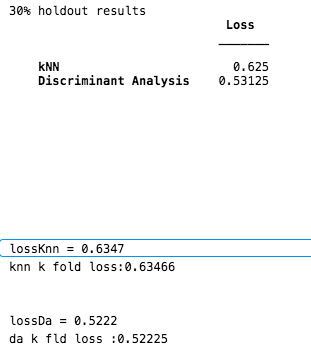 30% holdout results
Loss
kNN 0.625
Discriminant Analysis 0.53125
lossKnn = 0.6347
knn k fold loss:0.63466
lossDa = 0.5222
da k fld loss :0.52225